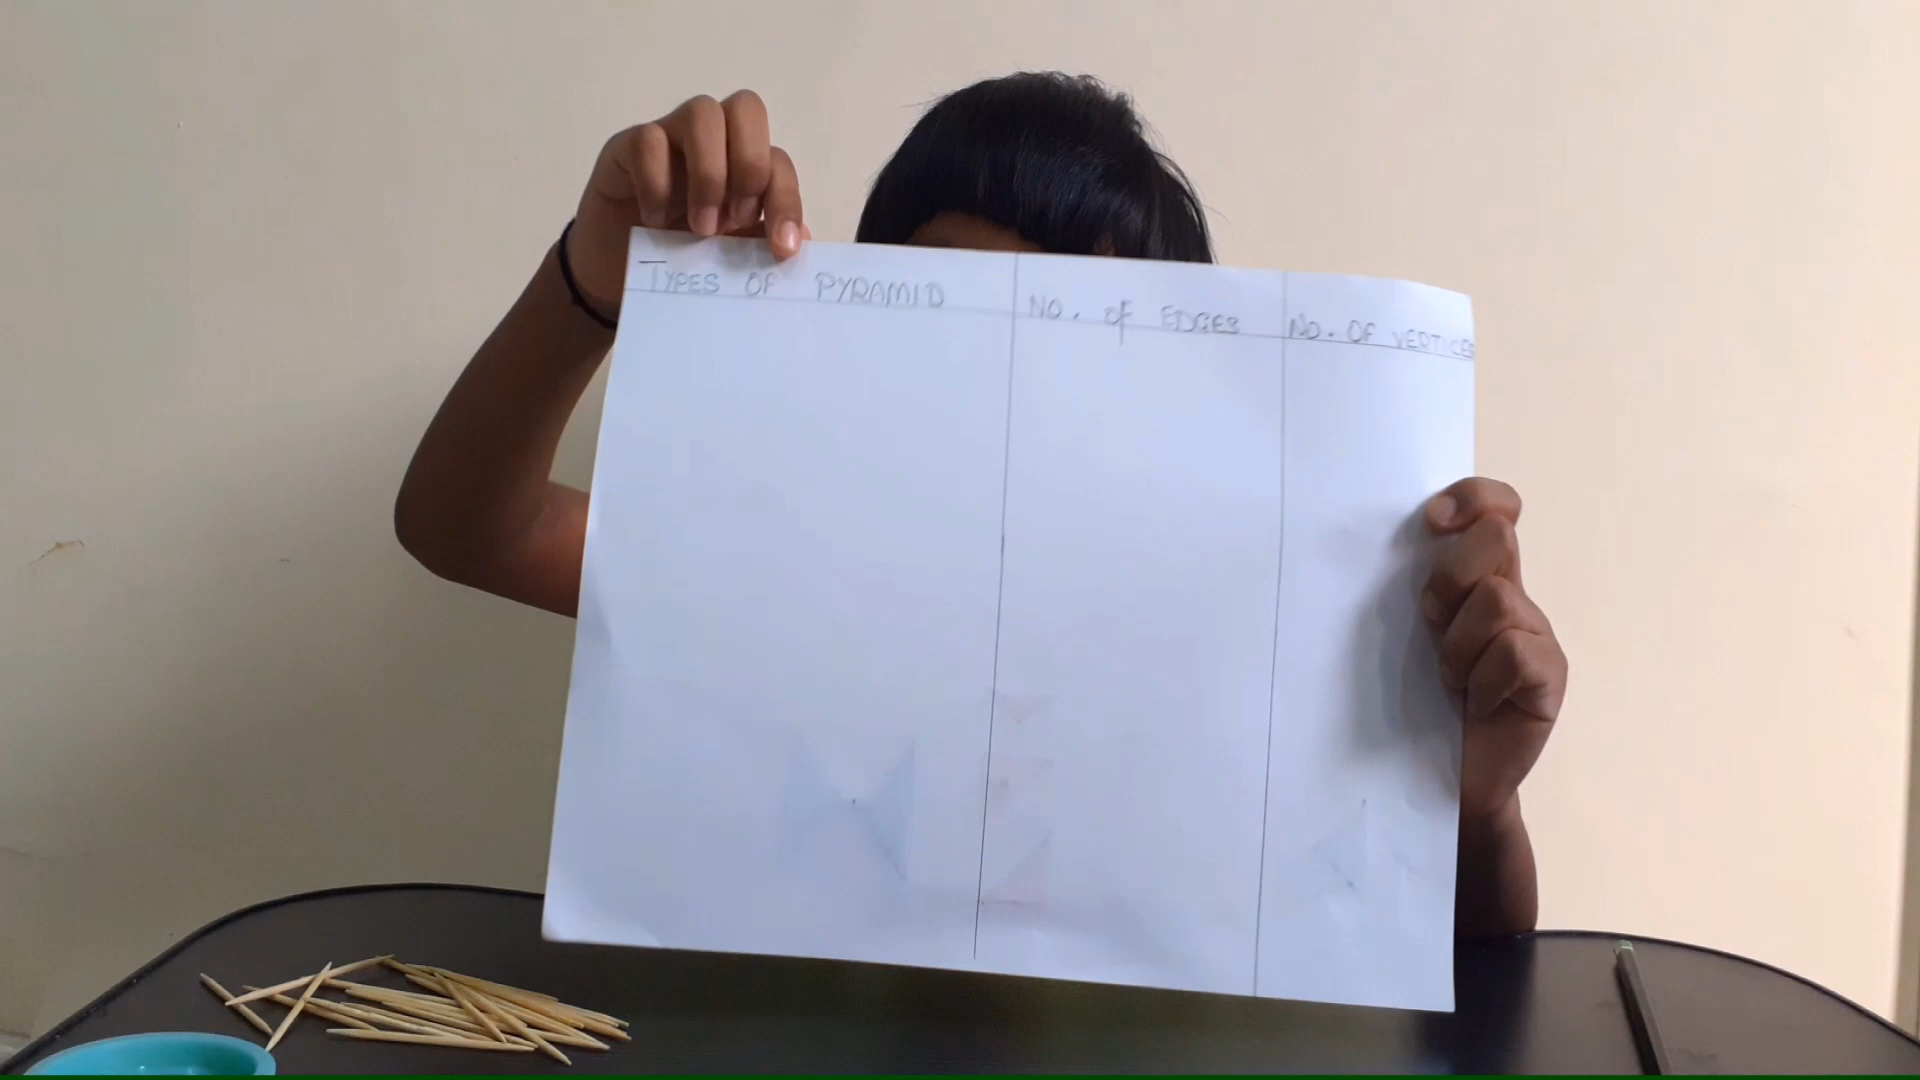 TYPES OF PYRAMID
NO. of EDGES
NO. OF VERTICES